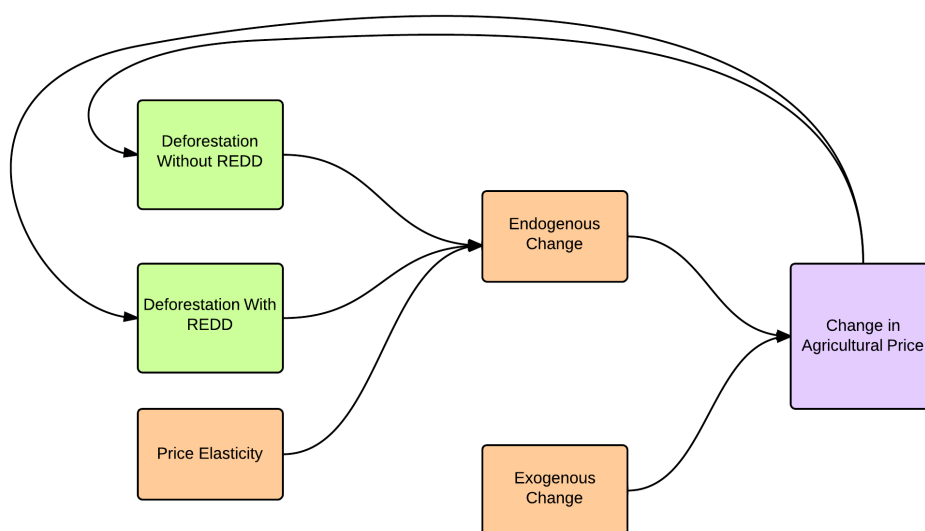 Deforestation
Without REDD
Endogenous
Change
Deforestation With
REDD
Change in
Agricultural Price
Price Elasticity
Exogenous
Change